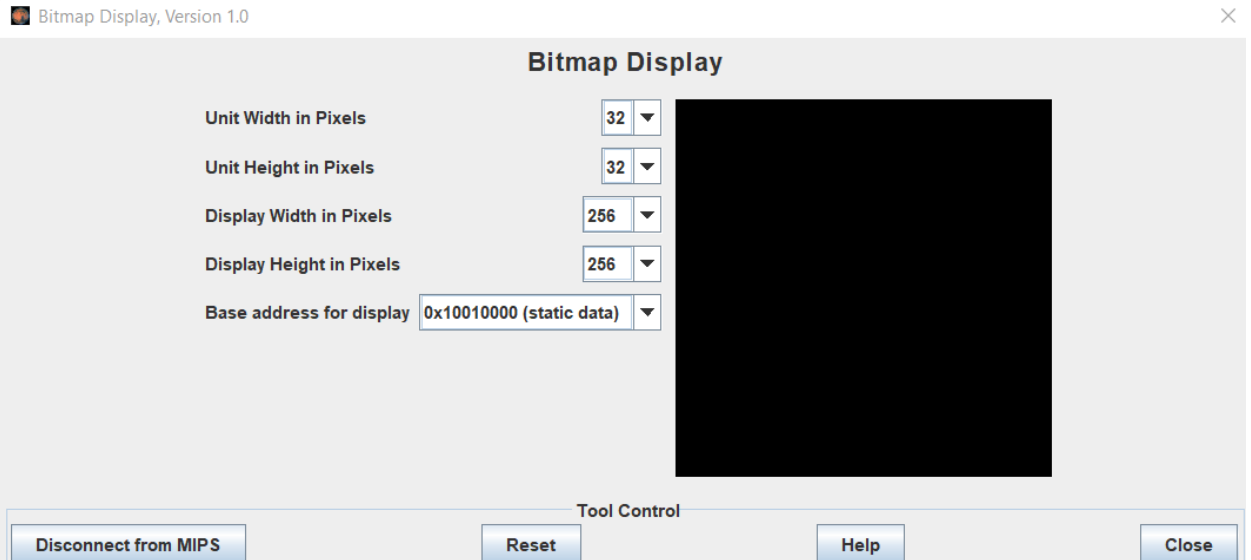 Bitmap Display, Version 1.0
Bitmap Display
Unit Width in Pixels 32
Unit Height in Pixels 32
Display Width in Pixels 256
Display Height in Pixels 256
Base address for display 0x10010000 (static data)
Tool Control
Disconnect from MIPS Reset Help Close